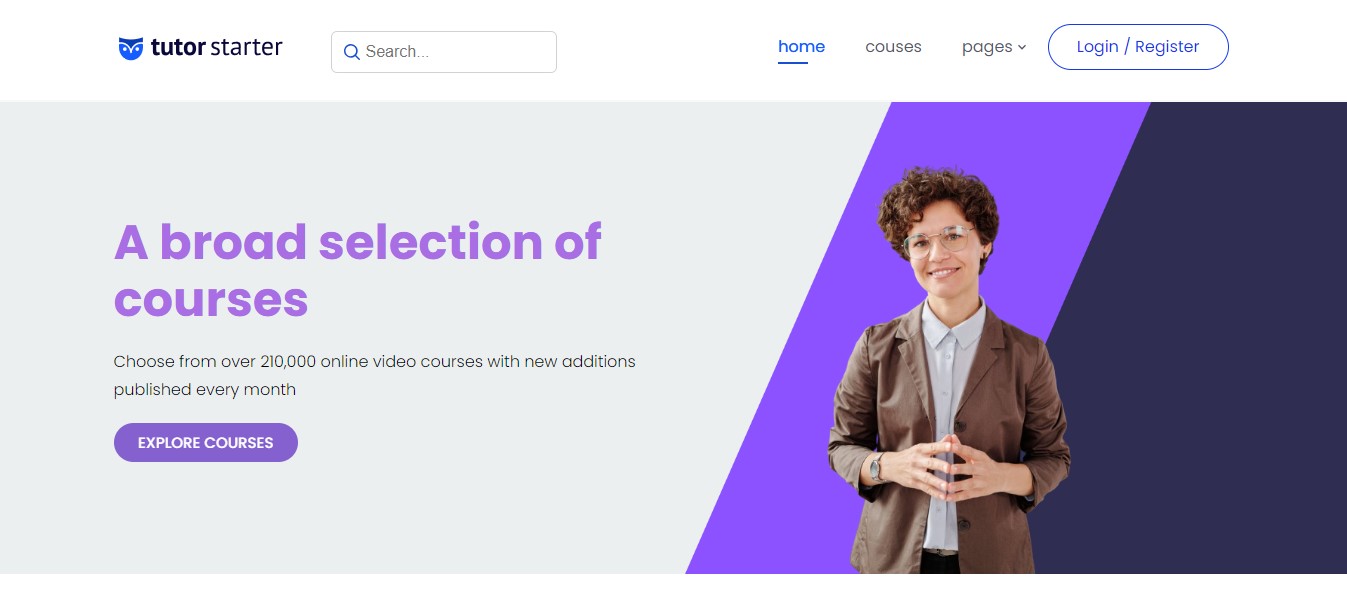 tutor starter
Search...
home
couses
pages
Login / Register
A broad selection of
courses
Choose from over 210,000 online video courses with new additions
published every month
EXPLORE COURSES